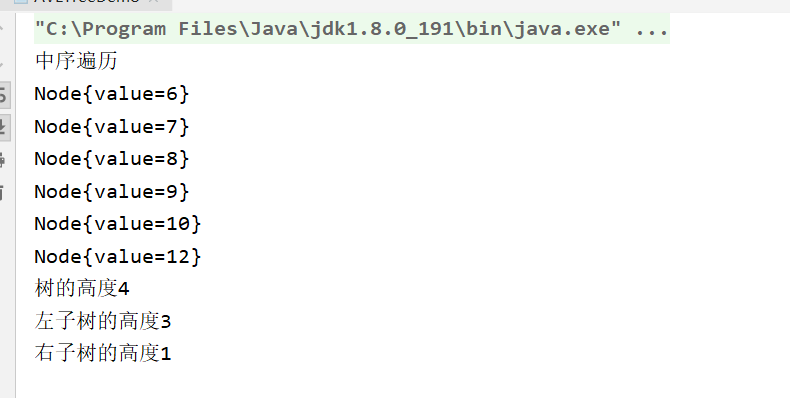 "C:\Program Files\Java\jdk1.8.0_191\bin\java.exe" ...
中序遍历
Node{value=6}
Node{value=7}
Node{value=8}
Node{value=9}
Node{value=10}
Node{value=12}
树的高度4
左子树的高度3
右子树的高度1